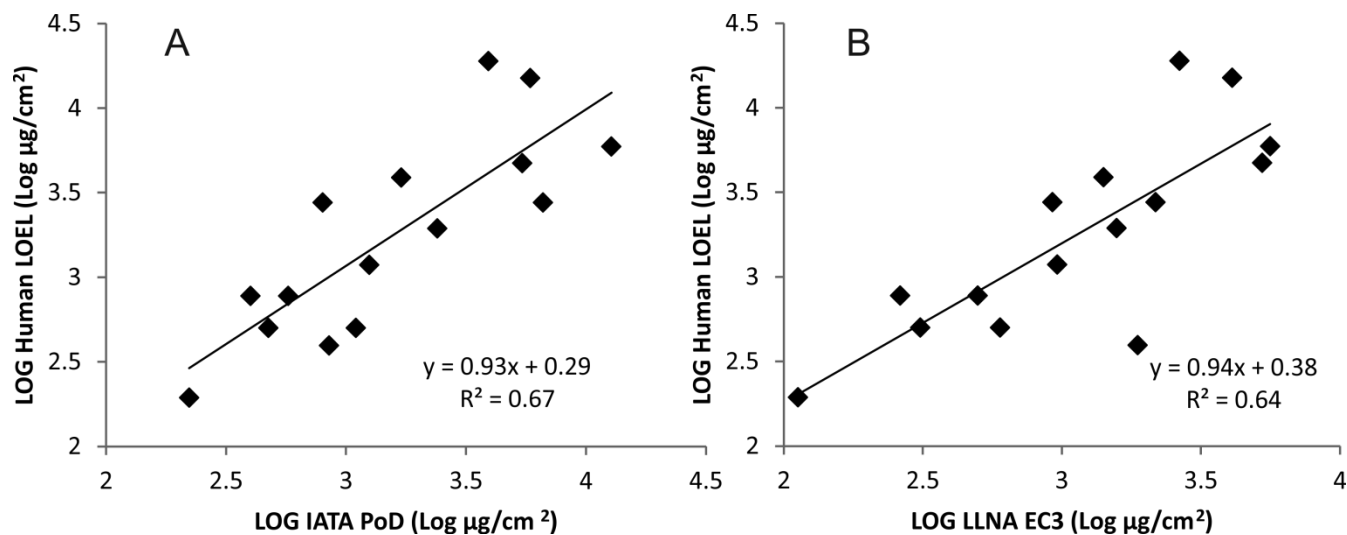 A
LOG Human LOEL (Log µg/cm²)
4.5
4
3.5
3
2.5
2
y = 0.93x + 0.29
R² = 0.67
2
2.5
3
3.5
4
4.5
LOG IATA PoD (Log µg/cm ²)
B
LOG Human LOEL (Log µg/cm²)
4.5
4
3.5
3
2.5
2
y = 0.94x + 0.38
R² = 0.64
2
2.5
3
3.5
4
LOG LLNA EC3 (Log µg/cm²)